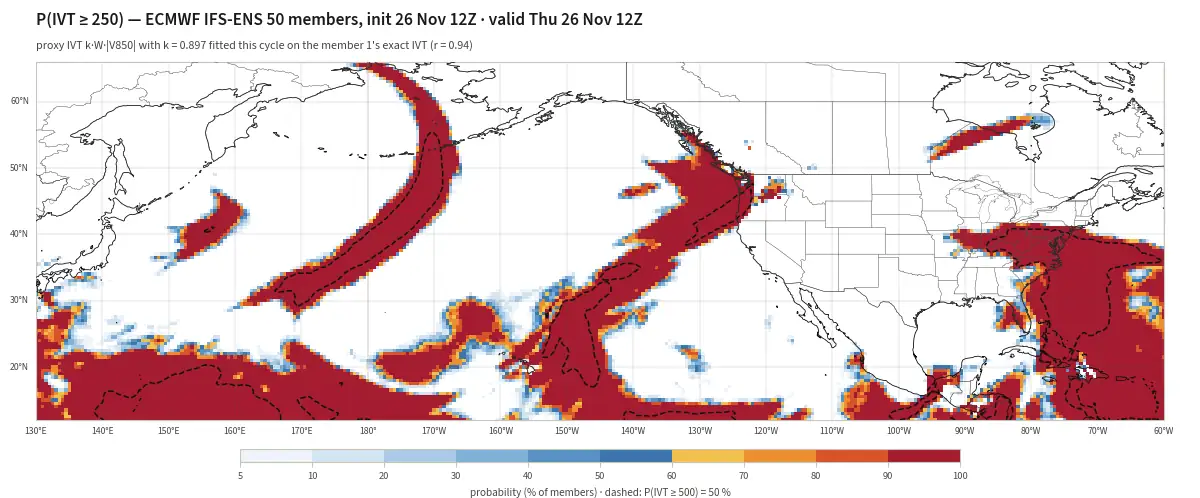 P(IVT ≥ 250) — ECMWF IFS-ENS 50 members, init 26 Nov 12Z · valid Thu 26 Nov 12Z
proxy IVT k·W·|V850| with k = 0.897 fitted this cycle on the member 1's exact IVT (r = 0.94)
60°N
50°N
40°N
30°N
20°N
130°E 140°E 150°E 160°E 170°E 180° 170°W 160°W 150°W 140°W 130°W 120°W 110°W 100°W 90°W 80°W 70°W 60°W
5 10 20 30 40 50 60 70 80 90 100
probability (% of members) · dashed: P(IVT ≥ 500) = 50 %